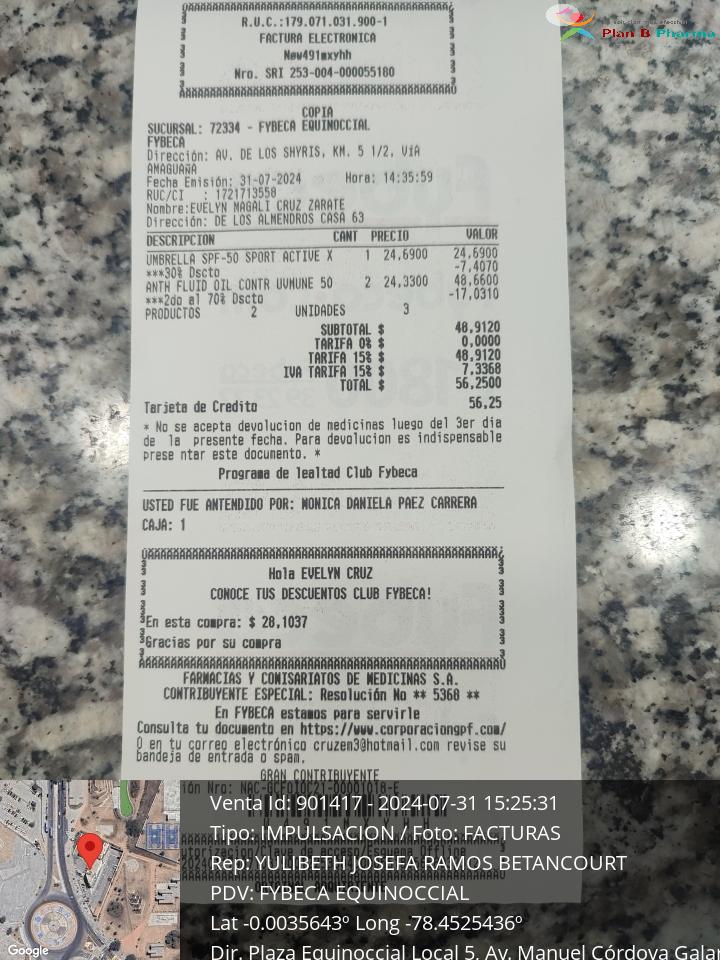 Plan B Pharma
R.U.C.:179.071.031.900-1
FACTURA ELECTRONICA
New491mxyhh
Nro. SRI 253-004-000055180
COPIA
SUCURSAL: 72334 - FYBECA EQUINOCCIAL
FYBECA
Dirección: AV. DE LOS SHYRIS, KM. 5 1/2, VíA
AMAGUAÑA
Fecha Emisión: 31-07-2024 Hora: 14:35:59
RUC/CI : 1721713558
Nombre:EVELYN MAGALI CRUZ ZARATE
Dirección: DE LOS ALMENDROS CASA 63
DESCRIPCION CANT PRECIO VALOR
UMBRELLA SPF-50 SPORT ACTIVE X 1 24,6900 24,6900
***30% Dscto -7,4070
ANTH FLUID OIL CONTR UVMUNE 50 2 24,3300 48,6600
***2do al 70% Dscto -17,0310
PRODUCTOS 2 UNIDADES 3
SUBTOTAL $ 48,9120
TARIFA 0% $ 0,0000
TARIFA 15% $ 48,9120
IVA TARIFA 15% $ 7,3368
TOTAL $ 56,2500
Tarjeta de Credito 56,25
* No se acepta devolucion de medicinas luego del 3er dia
de la presente fecha. Para devolucion es indispensable
prese ntar este documento. *
Programa de lealtad Club Fybeca
USTED FUE ANTENDIDO POR: MONICA DANIELA PAEZ CARRERA
CAJA: 1
Hola EVELYN CRUZ
CONOCE TUS DESCUENTOS CLUB FYBECA!
En esta compra: $ 28,1037
Gracias por su compra
FARMACIAS Y COMISARIATOS DE MEDICINAS S.A.
CONTRIBUYENTE ESPECIAL: Resolución No ** 5368 **
En FYBECA estamos para servirle
Consulta tu documento en https://www.corporaciongpf.com/
O en tu correo electrónico cruzem3@hotmail.com revise su
bandeja de entrada o spam.
GRAN CONTRIBUYENTE
Venta Id: 901417 - 2024-07-31 15:25:31
Tipo: IMPULSACION / Foto: FACTURAS
Rep: YULIBETH JOSEFA RAMOS BETANCOURT
PDV: FYBECA EQUINOCCIAL
Lat -0.0035643º Long -78.4525436º
Dir. Plaza Equinoccial Local 5, Av. Manuel Córdova Galar
Google